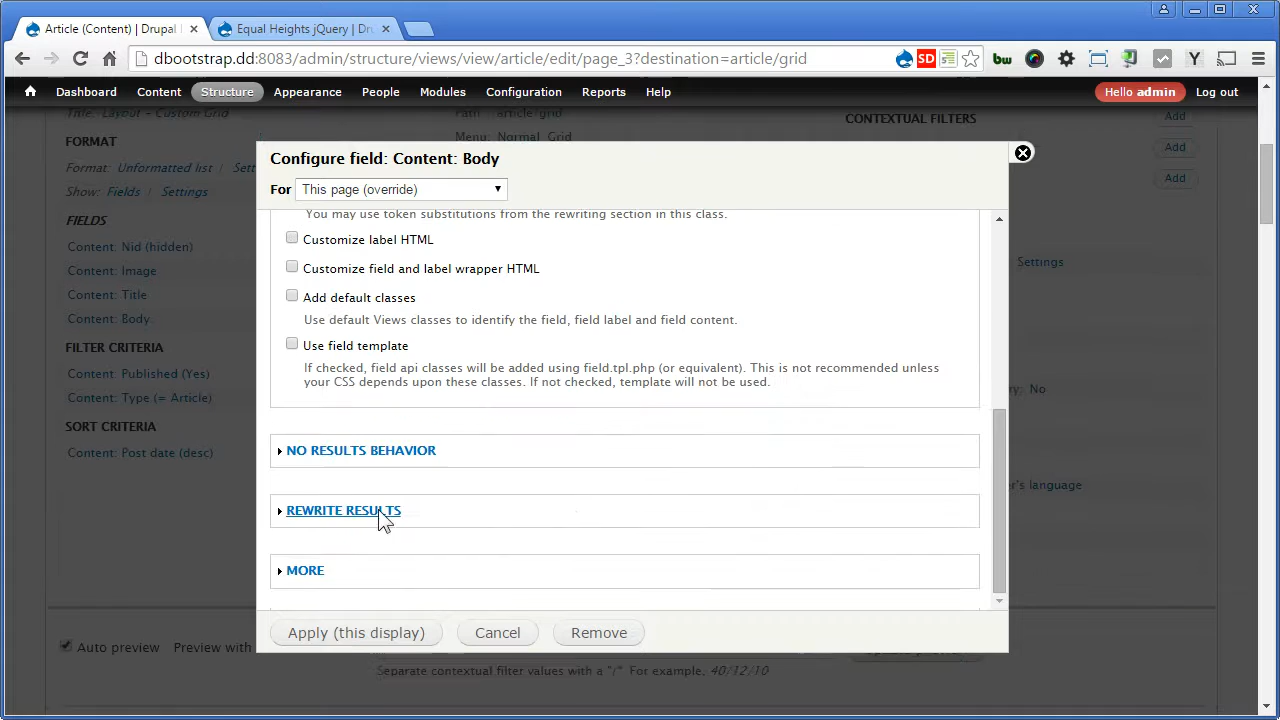 Article (Content) | Drupal
Equal Heights jQuery | Dru
dbootstrap.dd:8083/admin/structure/views/view/article/edit/page_3?destination=article/grid
SD
bw
Y
Dashboard Content Structure Appearance People Modules Configuration Reports Help Hello admin Log out
Title: Layout - Custom Grid
Path article/grid
CONTEXTUAL FILTERS
Add
Menu: Normal Grid
FORMAT
Format: Unformatted list / Sett
Add
Show: Fields / Settings
Add
FIELDS
Content: Nid (hidden)
Content: Image
Content: Title
Content: Body
FILTER CRITERIA
Content: Published (Yes)
Content: Type (= Article)
SORT CRITERIA
Content: Post date (desc)
Settings
ry: No
r's language
Configure field: Content: Body
For This page (override)
You may use token substitutions from the rewriting section in this class.
Customize label HTML
Customize field and label wrapper HTML
Add default classes
Use default Views classes to identify the field, field label and field content.
Use field template
If checked, field api classes will be added using field.tpl.php (or equivalent). This is not recommended unless
your CSS depends upon these classes. If not checked, template will not be used.
NO RESULTS BEHAVIOR
REWRITE RESULTS
MORE
Apply (this display) Cancel Remove
Auto preview Preview with
Separate contextual filter values with a "/". For example, 40/12/10